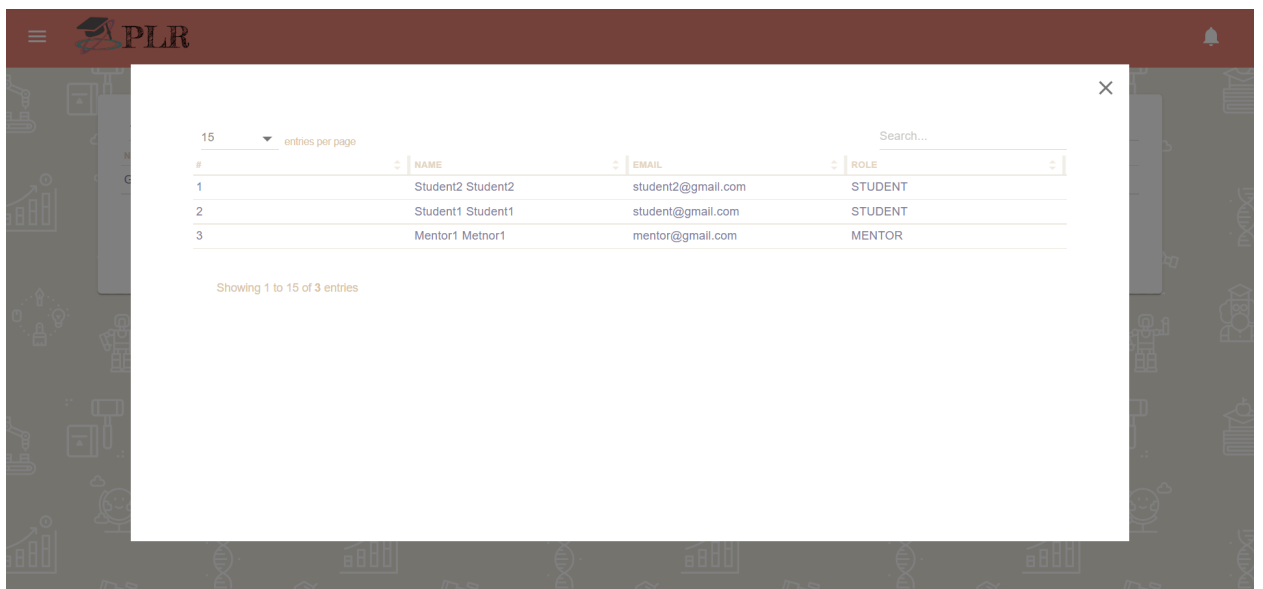 PLR
15 entries per page Search...
# NAME EMAIL ROLE
1 Student2 Student2 student2@gmail.com STUDENT
2 Student1 Student1 student@gmail.com STUDENT
3 Mentor1 Metnor1 mentor@gmail.com MENTOR
Showing 1 to 15 of 3 entries